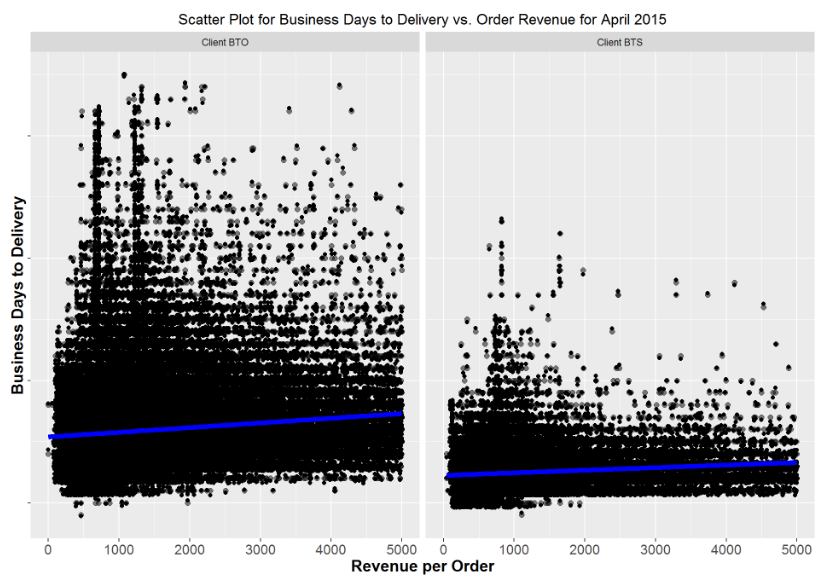 Scatter Plot for Business Days to Delivery vs. Order Revenue for April 2015
Client BTO
Client BTS
Business Days to Delivery
0 1000 2000 3000 4000 5000
0 1000 2000 3000 4000 5000
Revenue per Order